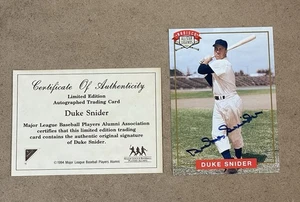 Certificate Of Authenticity
Limited Edition
Autographed Trading Card
Duke Snider
Major League Baseball Players Alumni Association
certifies that this limited edition trading
card contains the authentic original signature
of Duke Snider.
©1994 Major League Baseball Players Alumni
Duke Snider
DUKE SNIDER